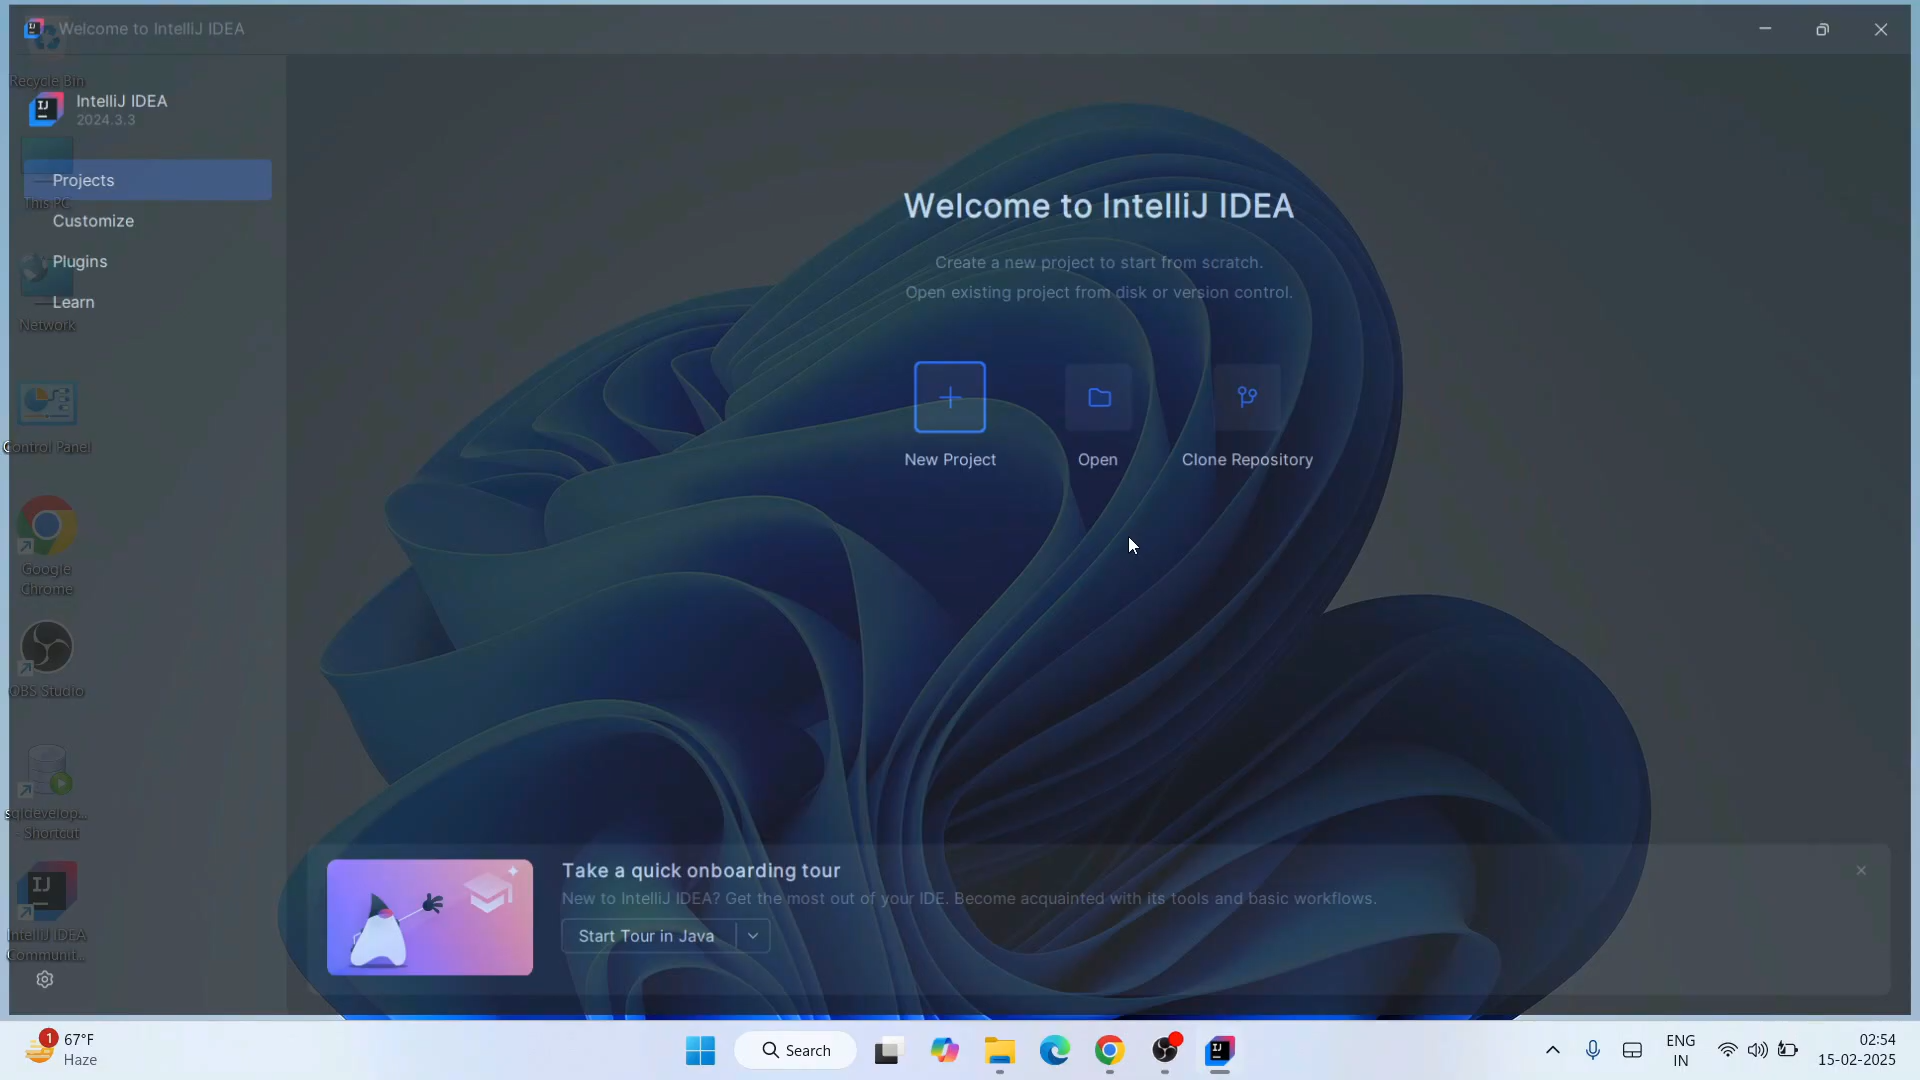 Welcome to IntelliJ IDEA
Recycle Bin
IntelliJ IDEA
2024.3.3
Projects
This PC
Customize
Plugins
Learn
Network
Control Panel
Google
Chrome
OBS Studio
sqldevelop...
- Shortcut
IntelliJ IDEA
Communit...
Welcome to IntelliJ IDEA
Create a new project to start from scratch.
Open existing project from disk or version control.
New Project
Open
Clone Repository
Take a quick onboarding tour
New to IntelliJ IDEA? Get the most out of your IDE. Become acquainted with its tools and basic workflows.
Start Tour in Java
1
67°F
Haze
Search
ENG
IN
02:54
15-02-2025